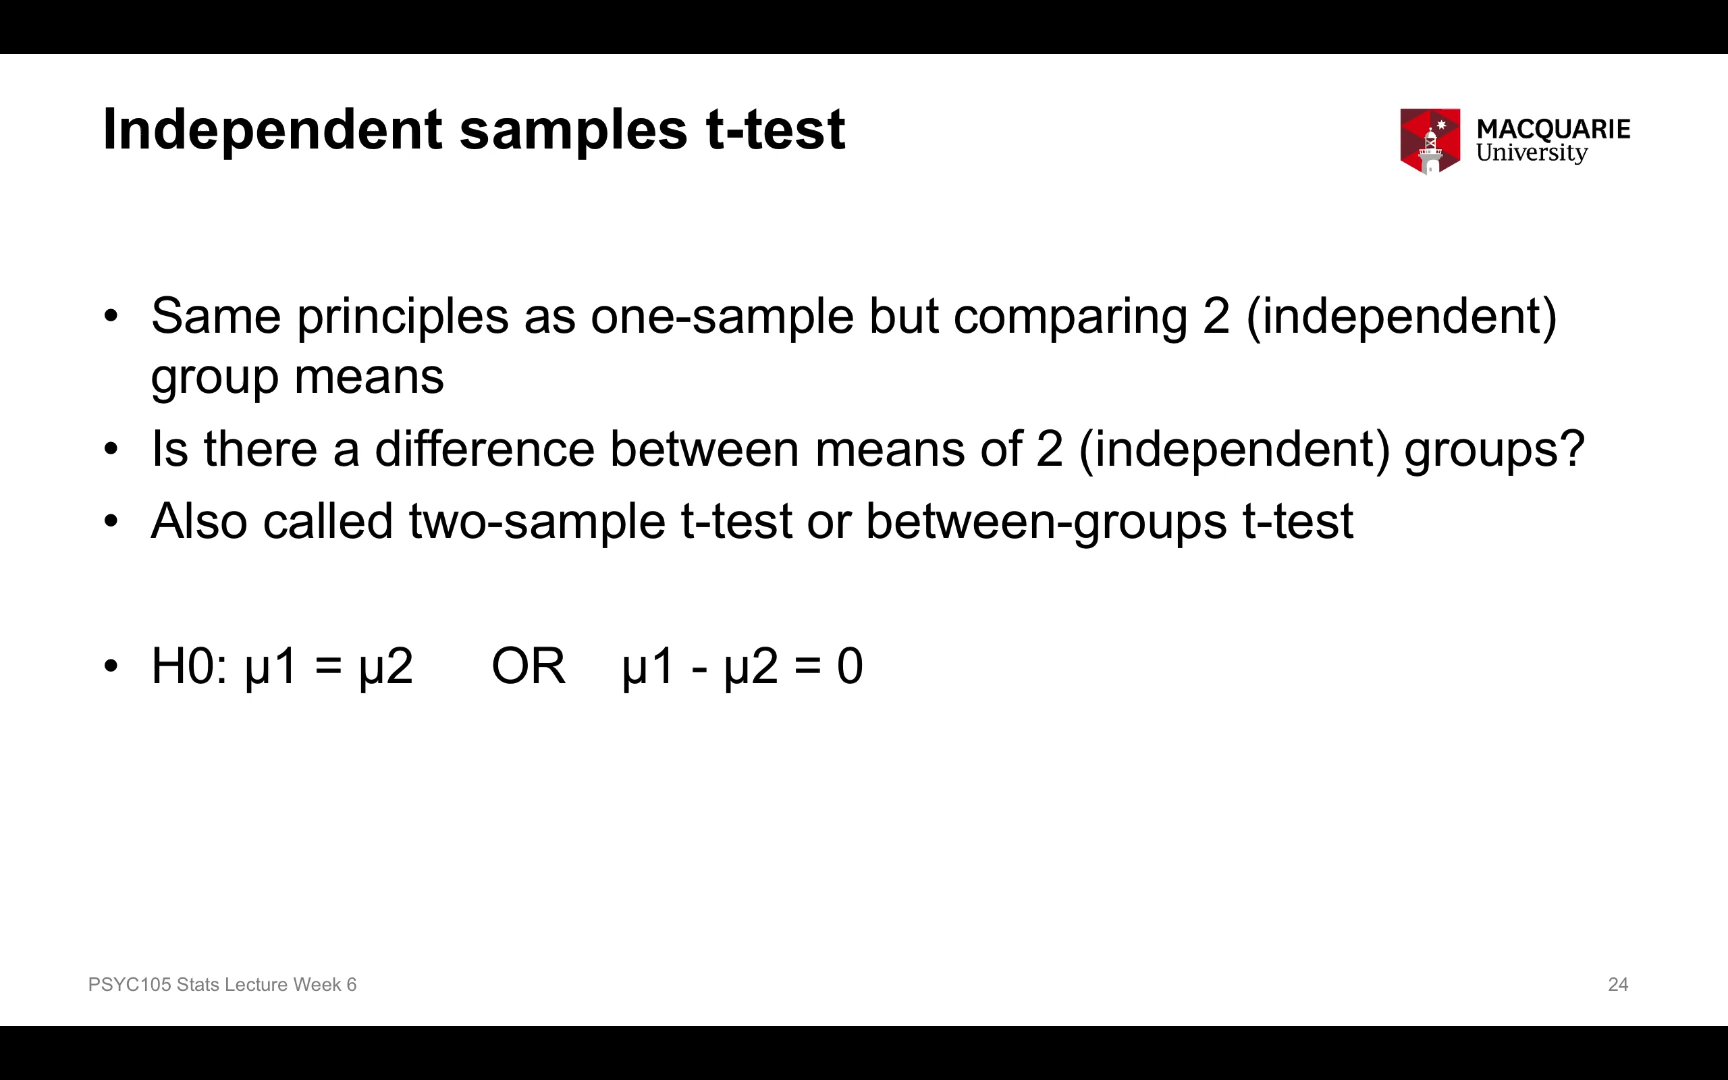 Independent samples t-test
MACQUARIE
University
• Same principles as one-sample but comparing 2 (independent)
group means
• Is there a difference between means of 2 (independent) groups?
• Also called two-sample t-test or between-groups t-test
• H0: µ1 = µ2 OR µ1 - µ2 = 0
PSYC105 Stats Lecture Week 6
24